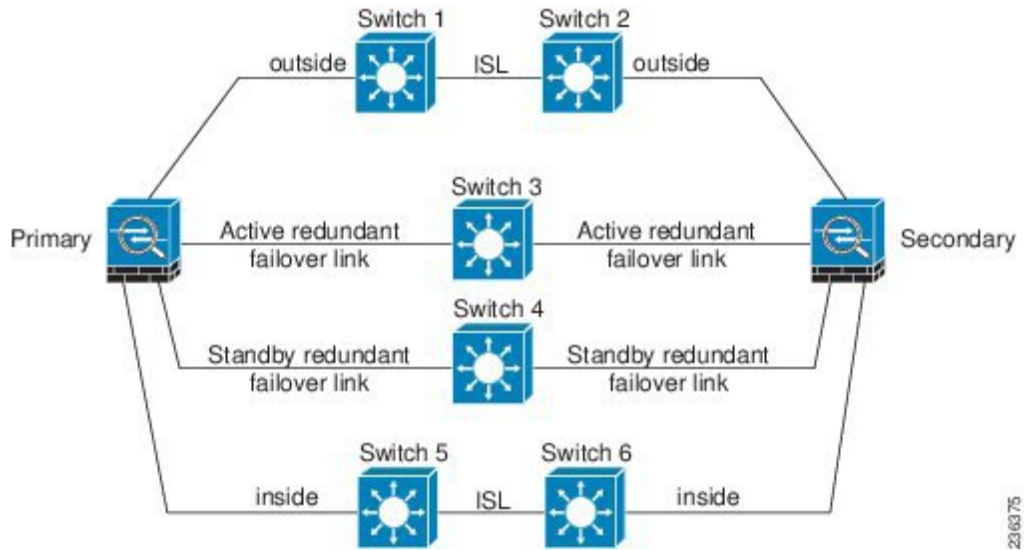 Switch 1
Switch 2
outside
ISL
outside
Switch 3
Primary
Active redundant
failover link
Active redundant
failover link
Secondary
Switch 4
Standby redundant
failover link
Standby redundant
failover link
Switch 5
Switch 6
inside
ISL
inside
236375